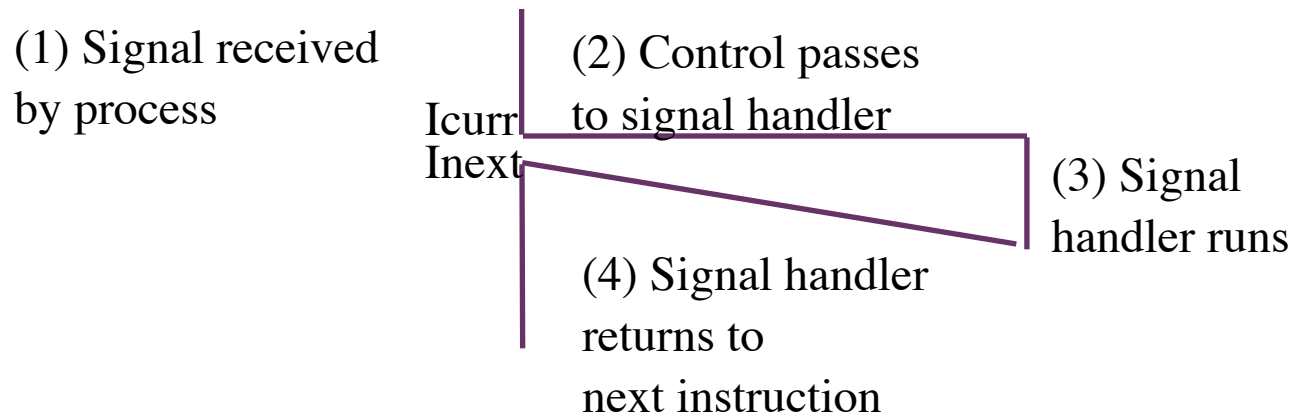 (1) Signal received
by process
(2) Control passes
to signal handler
Icurr
Inext
(3) Signal
handler runs
(4) Signal handler
returns to
next instruction